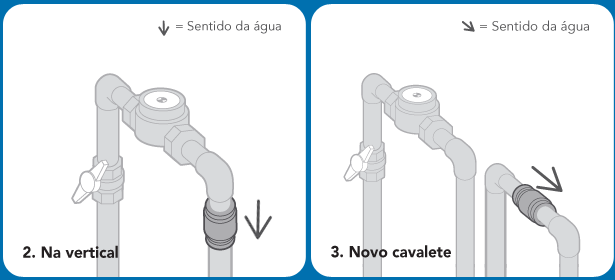 = Sentido da água
2. Na vertical
= Sentido da água
3. Novo cavalete